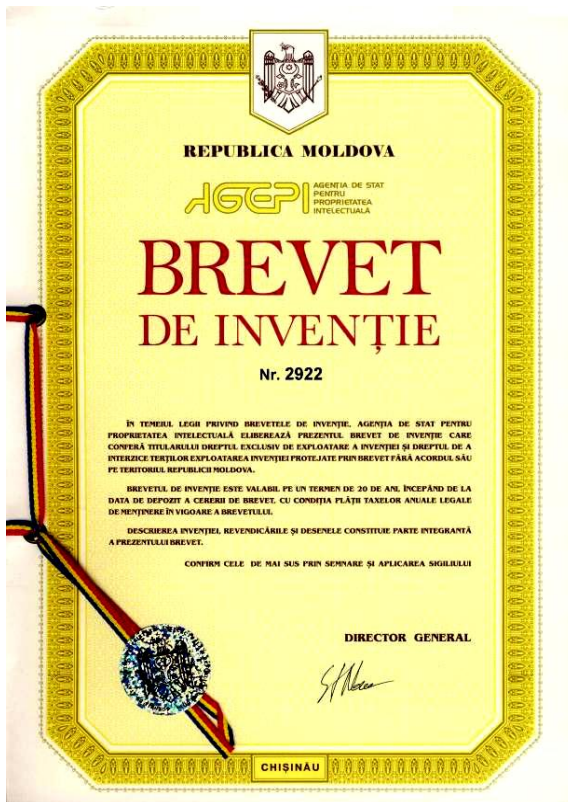 REPUBLICA MOLDOVA
AGEPI
AGENȚIA DE STAT
PENTRU
PROPRIETATEA
INTELECTUALĂ
BREVET
DE INVENȚIE
Nr. 2922
ÎN TEMEIUL LEGII PRIVIND BREVETELE DE INVENȚIE, AGENȚIA DE STAT PENTRU
PROPRIETATEA INTELECTUALĂ ELIBEREAZĂ PREZENTUL BREVET DE INVENȚIE CARE
CONFERĂ TITULARULUI DREPTUL EXCLUSIV DE EXPLOATARE A INVENȚIEI ȘI DREPTUL DE A
INTERZICE TERȚILOR EXPLOATAREA INVENȚIEI PROTEJATE PRIN BREVET FĂRĂ ACORDUL SĂU
PE TERITORIUL REPUBLICII MOLDOVA.
BREVETUL DE INVENȚIE ESTE VALABIL PE UN TERMEN DE 20 DE ANI, ÎNCEPÂND DE LA
DATA DE DEPOZIT A CERERII DE BREVET, CU CONDIȚIA PLĂȚII TAXELOR ANUALE LEGALE
DE MENȚINERE ÎN VIGOARE A BREVETULUI.
DESCRIEREA INVENȚIEI, REVENDICĂRILE ȘI DESENELE CONSTITUIE PARTE INTEGRANTĂ
A PREZENTULUI BREVET.
CONFIRM CELE DE MAI SUS PRIN SEMNARE ȘI APLICAREA SIGILIULUI
DIRECTOR GENERAL
CHIȘINĂU